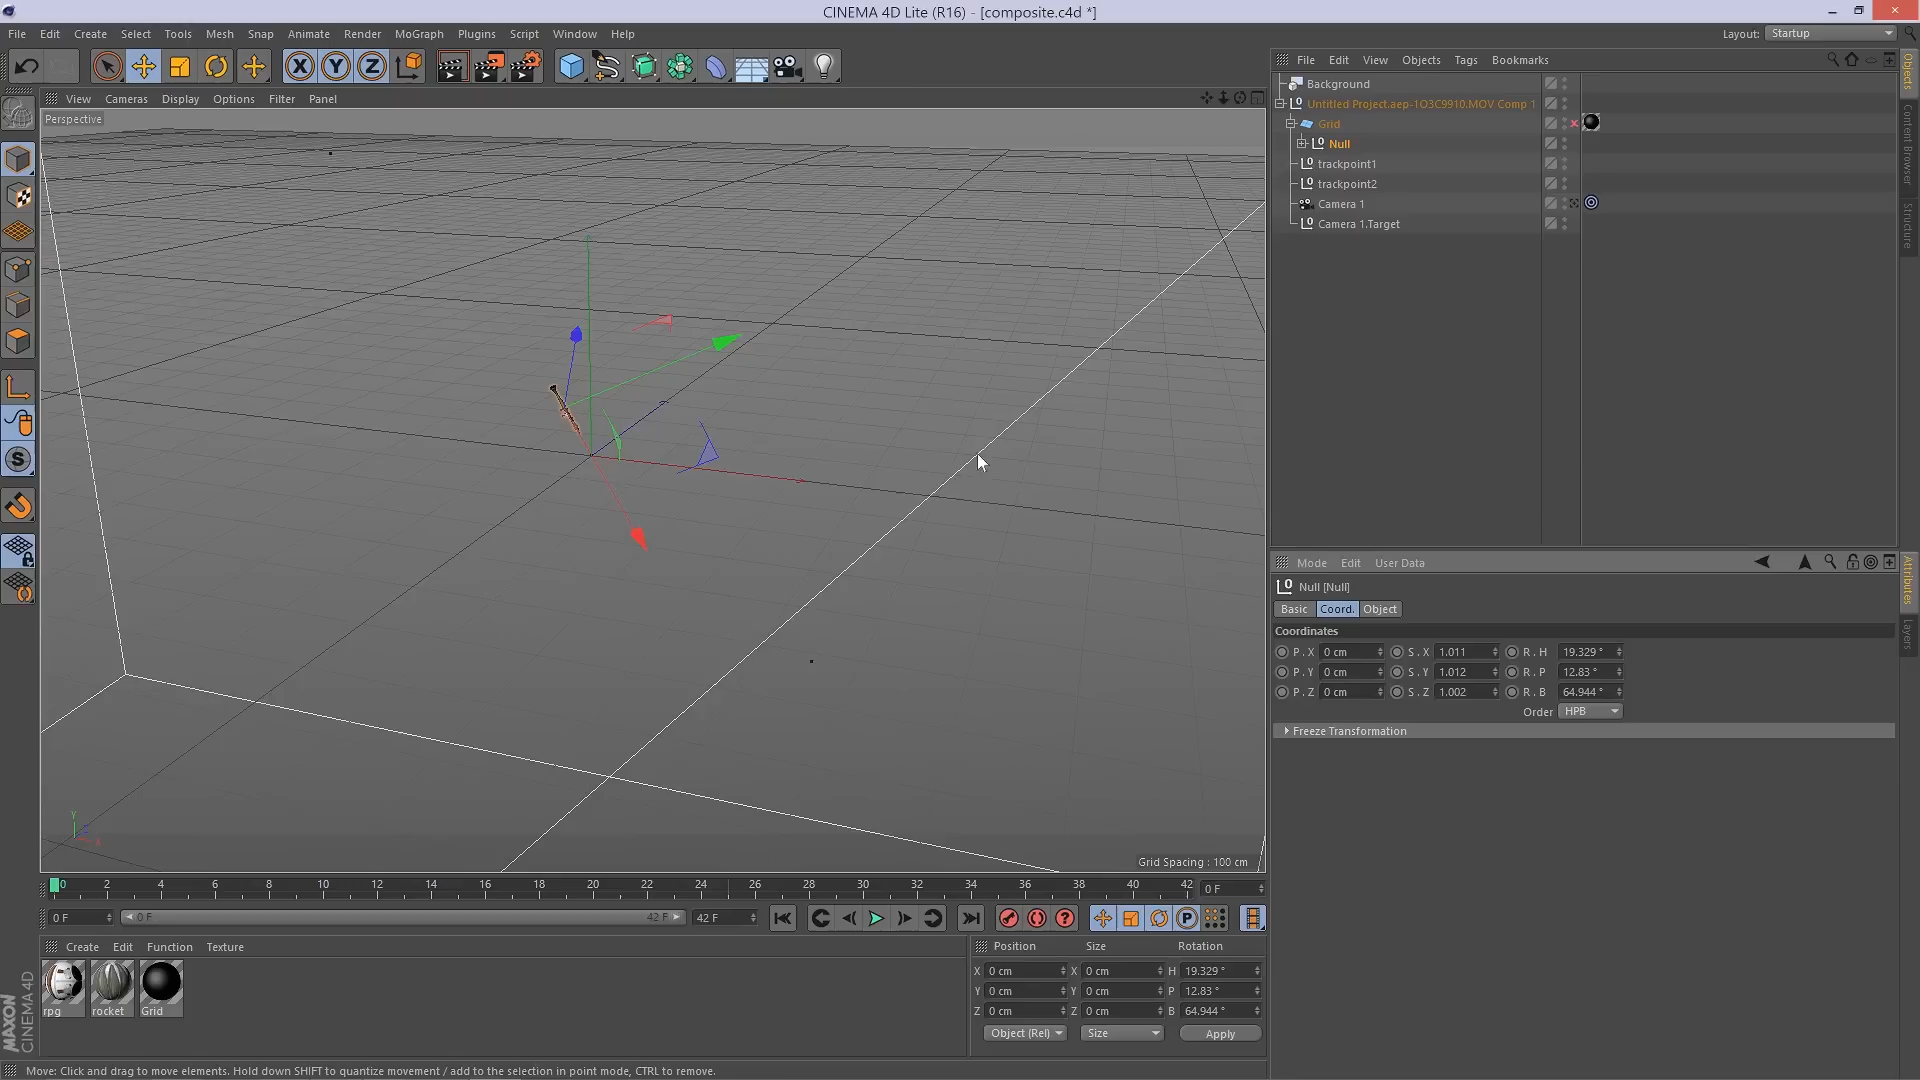 CINEMA 4D Lite (R16) - [composite.c4d *]
File Edit Create Select Tools Mesh Snap Animate Render MoGraph Plugins Script Window Help
Layout: Startup
X Y Z
View Cameras Display Options Filter Panel
Perspective
File Edit View Objects Tags Bookmarks
Background
Untitled Project.aep-1O3C9910.MOV Comp 1
Grid
Null
trackpoint1
trackpoint2
Camera 1
Camera 1.Target
Objects
Content Browser
Structure
Mode Edit User Data
Null [Null]
Basic Coord. Object
Coordinates
P . X 0 cm S . X 1.011 R . H 19.329 °
P . Y 0 cm S . Y 1.012 R . P 12.83 °
P . Z 0 cm S . Z 1.002 R . B 64.944 °
Order HPB
Freeze Transformation
Attributes
Layers
Y
Z
X
Grid Spacing : 100 cm
0 2 4 6 8 10 12 14 16 18 20 22 24 26 28 30 32 34 36 38 40 42 0 F
0 F 0 F 42 F 42 F
Create Edit Function Texture
rpg rocket Grid
Position Size Rotation
X 0 cm X 0 cm H 19.329 °
Y 0 cm Y 0 cm P 12.83 °
Z 0 cm Z 0 cm B 64.944 °
Object (Rel) Size Apply
MAXON
CINEMA 4D
Move: Click and drag to move elements. Hold down SHIFT to quantize movement / add to the selection in point mode, CTRL to remove.